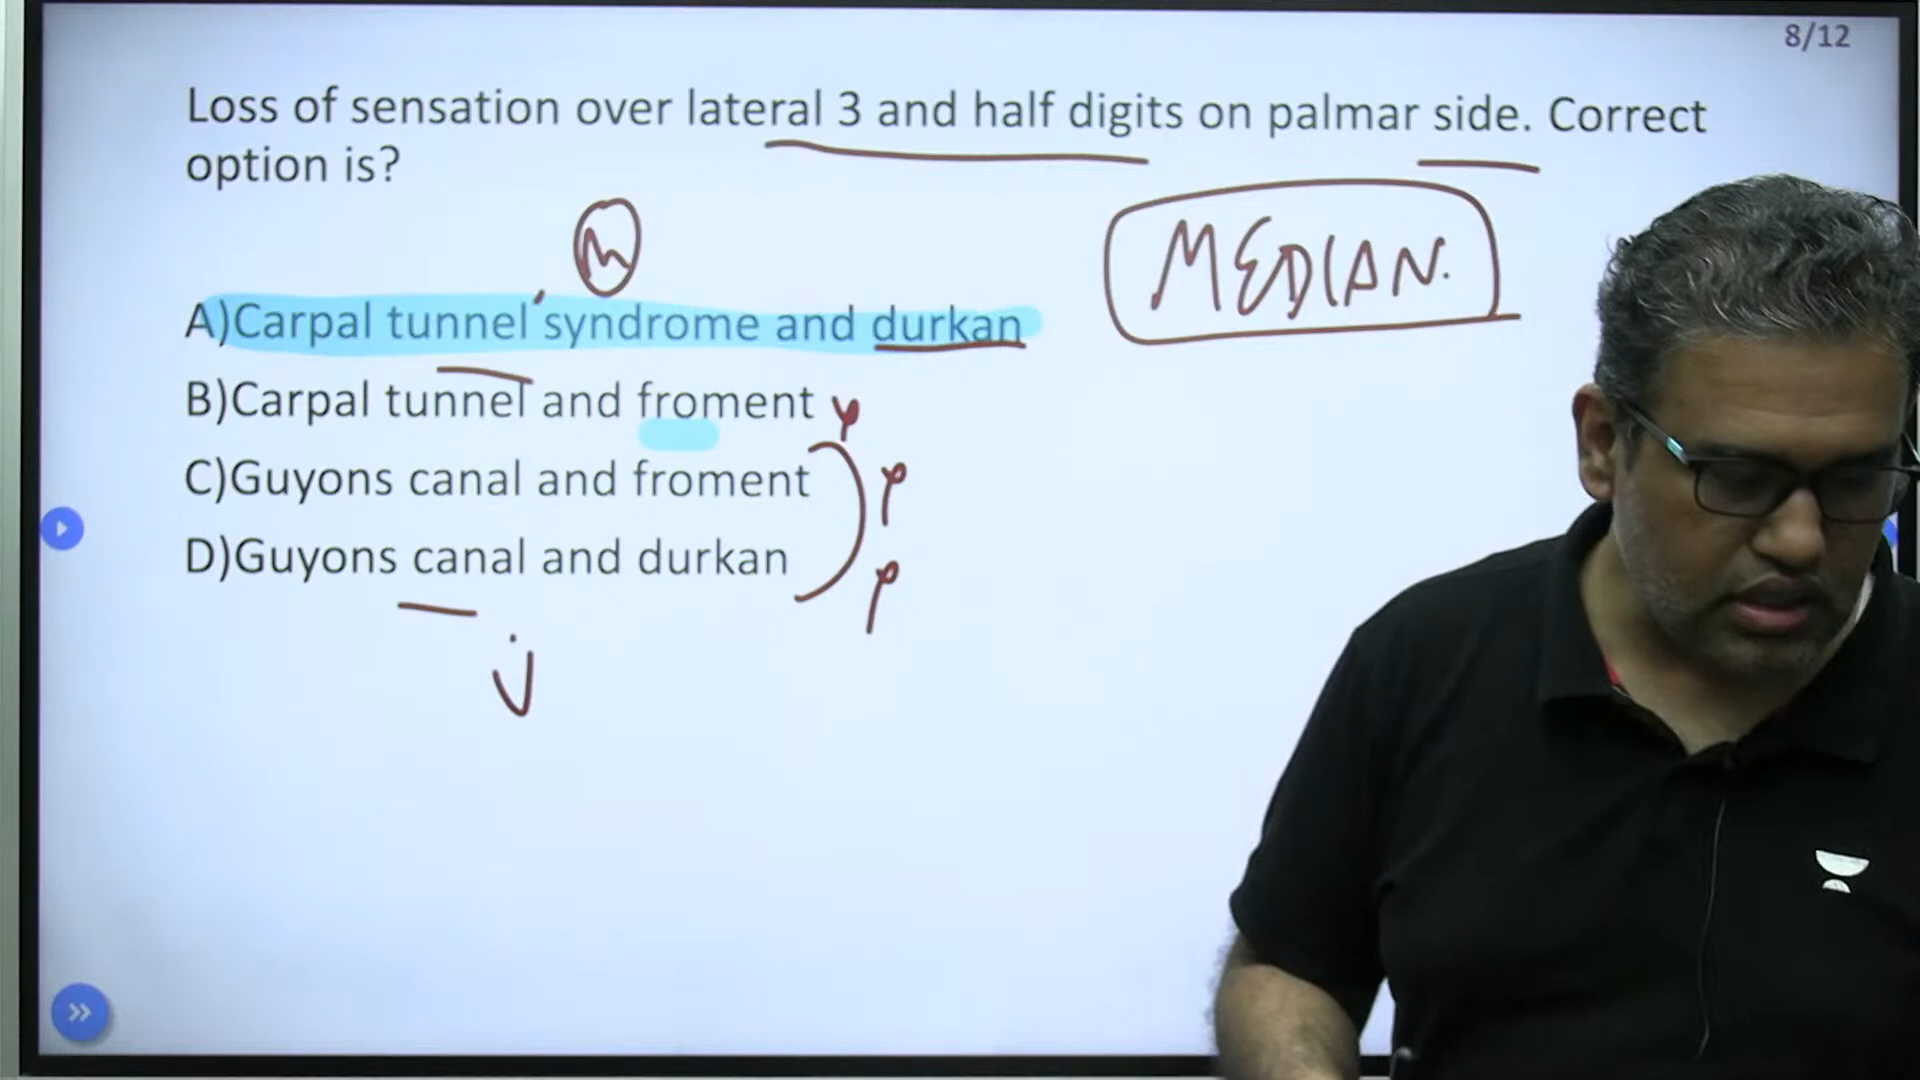 8/12
Loss of sensation over lateral 3 and half digits on palmar side. Correct
option is?
M
MEDIAN.
A)Carpal tunnel syndrome and durkan
B)Carpal tunnel and froment
C)Guyons canal and froment
D)Guyons canal and durkan